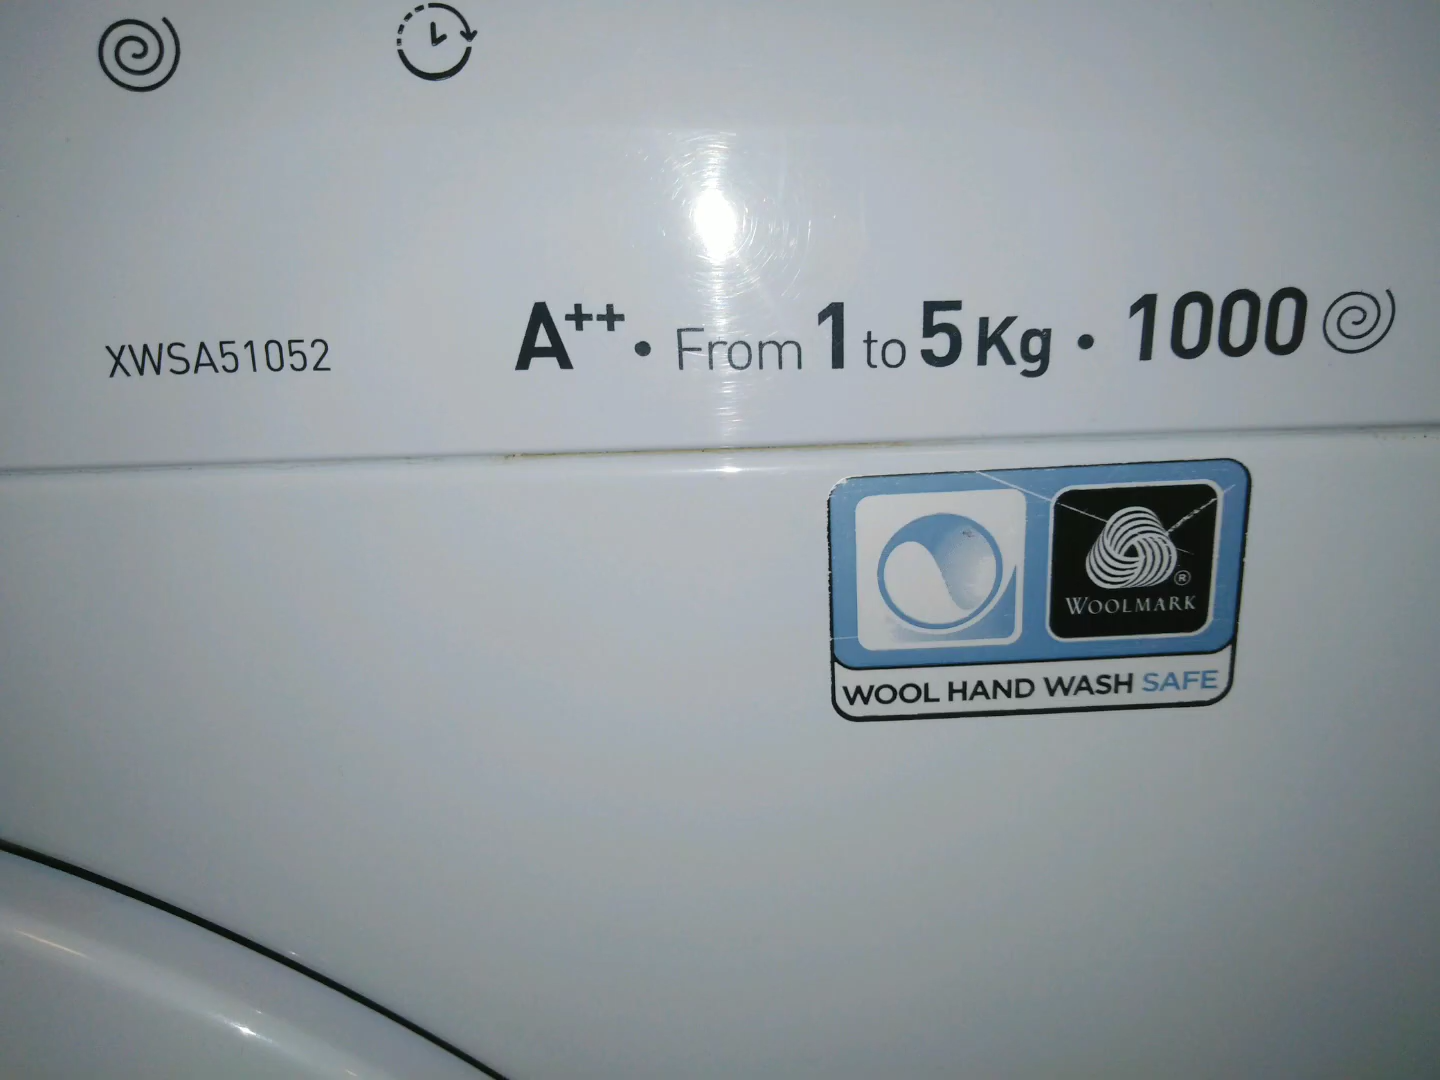 XWSA51052
A++ • From 1 to 5 Kg • 1000
WOOLMARK
WOOL HAND WASH SAFE